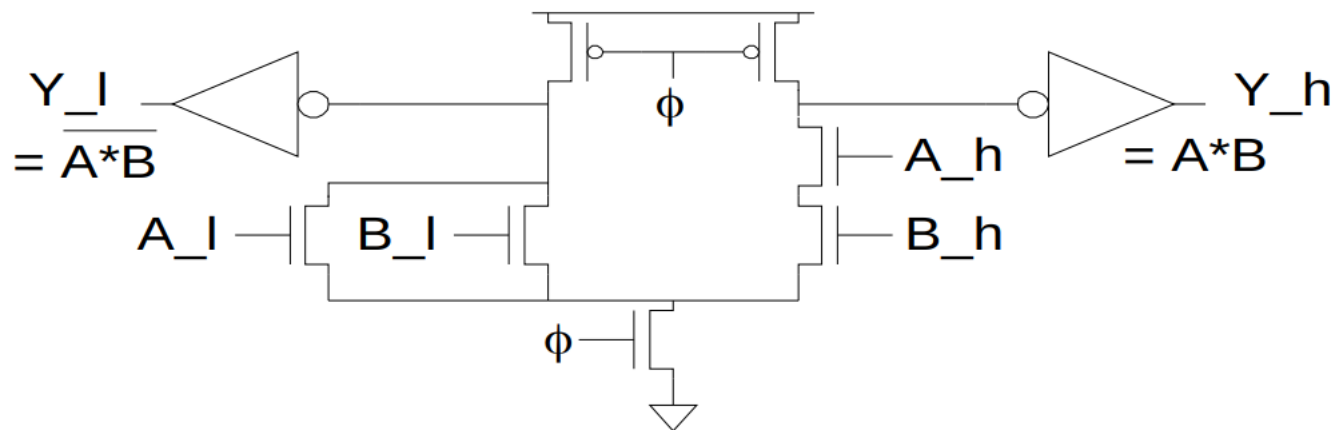 Y_l
= A̅*̅B̅
φ
Y_h
= A*B
A_h
A_l
B_l
B_h
φ